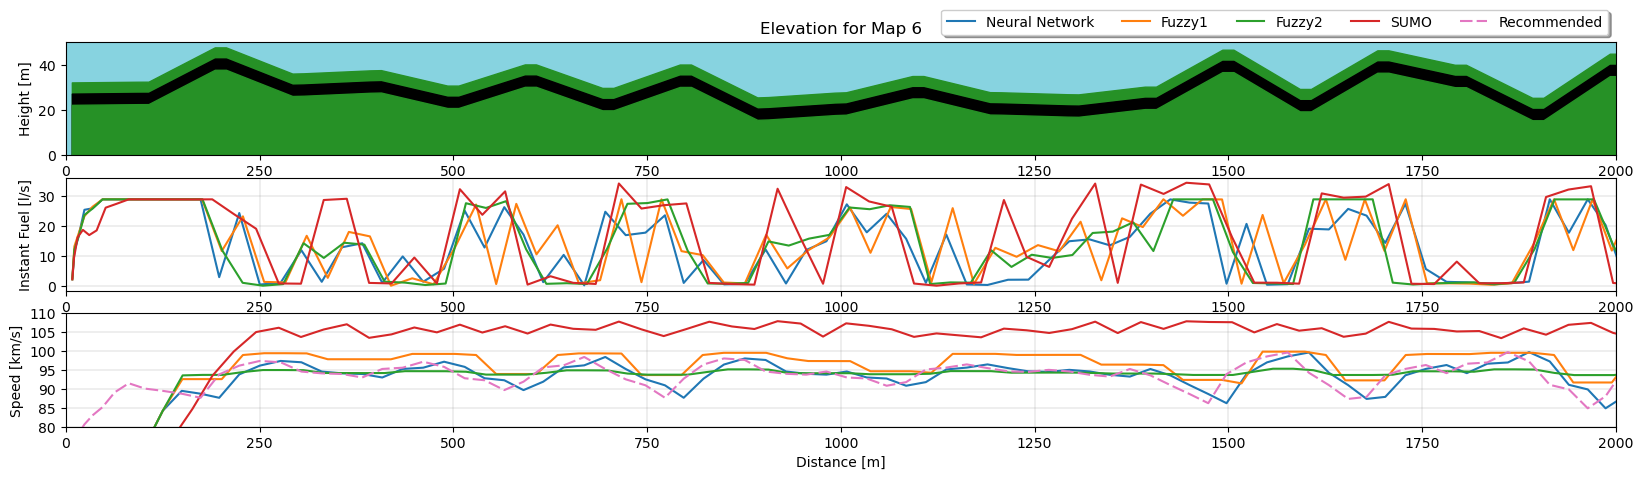 Elevation for Map 6
Neural Network Fuzzy1 Fuzzy2 SUMO Recommended
Height [m]
40
20
0
0 250 500 750 1000 1250 1500 1750 2000
Instant Fuel [l/s]
30
20
10
0
0 250 500 750 1000 1250 1500 1750 2000
Speed [km/s]
110
105
100
95
90
85
80
0 250 500 750 1000 1250 1500 1750 2000
Distance [m]